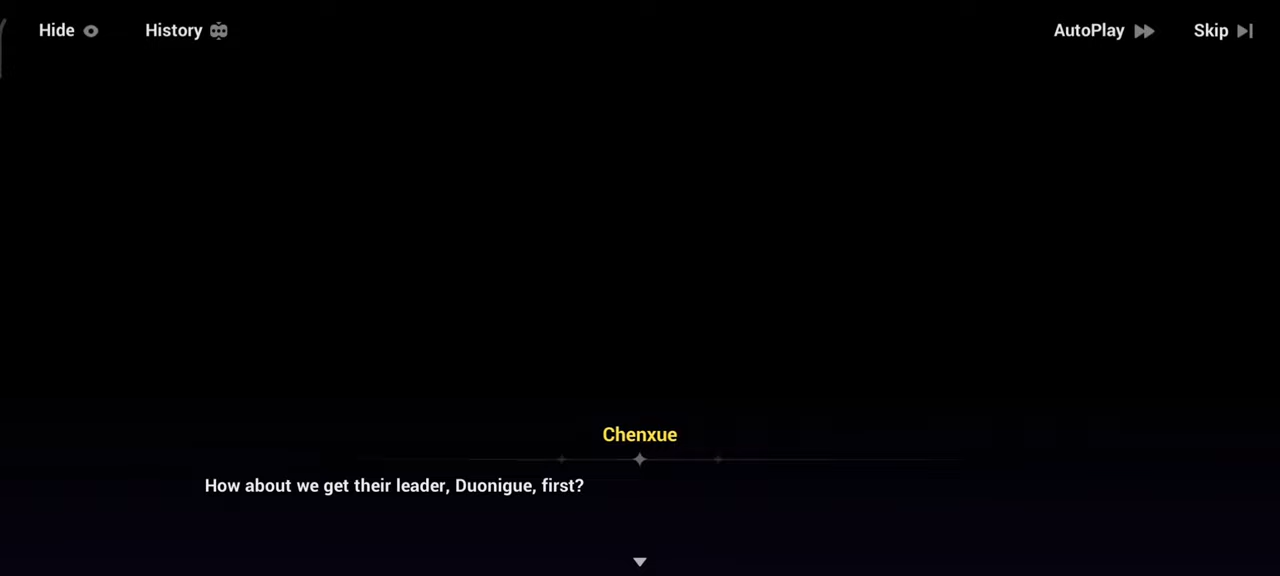 Hide
History
AutoPlay
Skip
Chenxue
How about we get their leader, Duonigue, first?